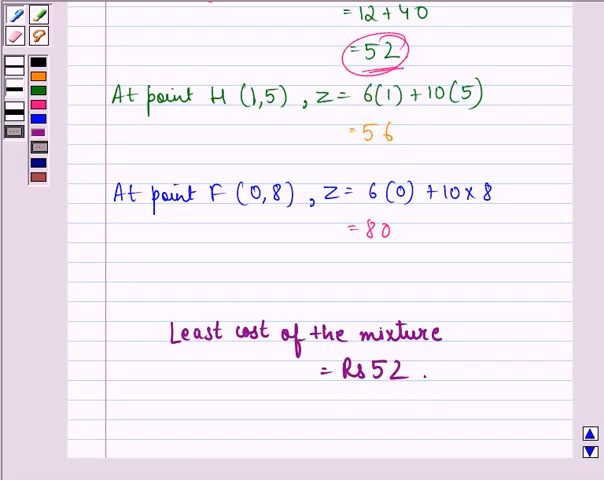 = 12 + 40
= 52
At point H (1,5) , Z = 6(1) + 10(5)
= 56
At point F (0,8) , Z = 6(0) + 10 x 8
= 80
Least cost of the mixture
= Rs 52 .